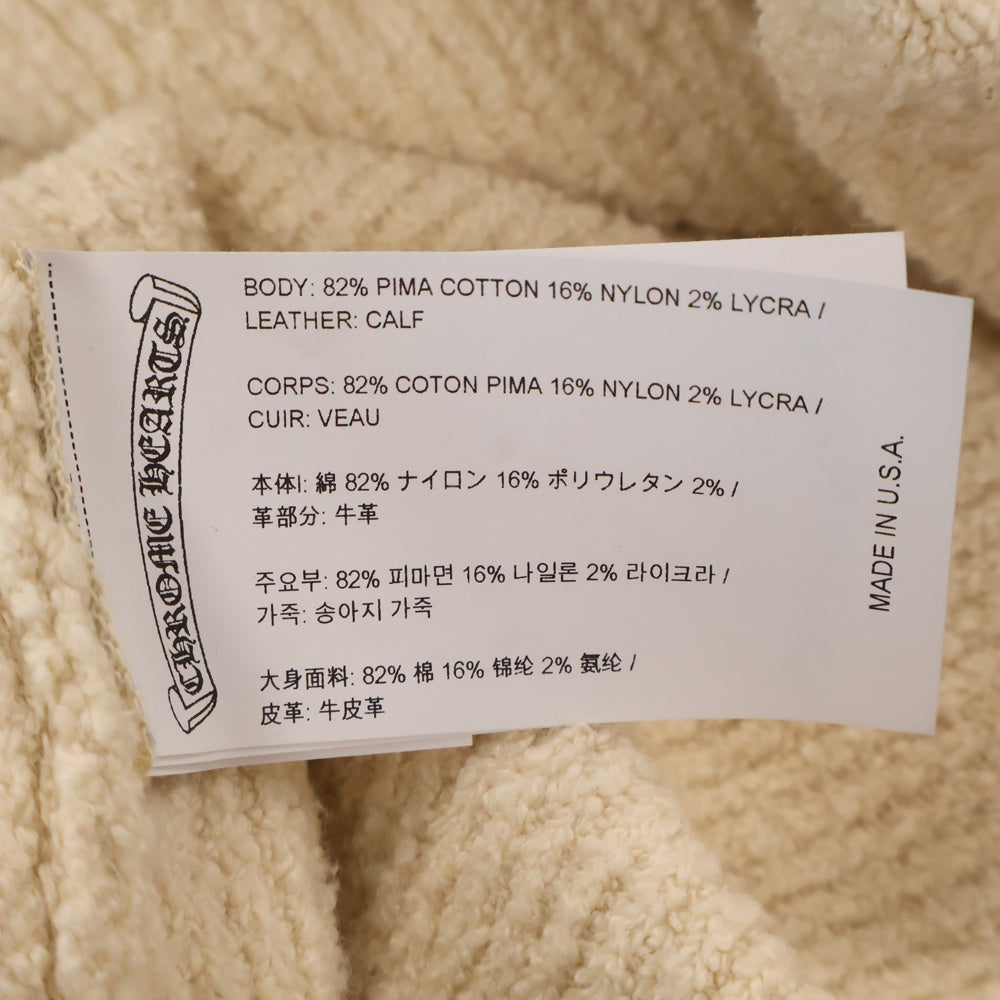 CHROME HEARTS
BODY: 82% PIMA COTTON 16% NYLON 2% LYCRA /
LEATHER: CALF
CORPS: 82% COTON PIMA 16% NYLON 2% LYCRA /
CUIR: VEAU
本体l: 綿 82% ナイロン 16% ポリウレタン 2% /
革部分: 牛革
주요부: 82% 피마면 16% 나일론 2% 라이크라 /
가죽: 송아지 가죽
大身面料: 82% 棉 16% 锦纶 2% 氨纶 /
皮革: 牛皮革
MADE IN U.S.A.